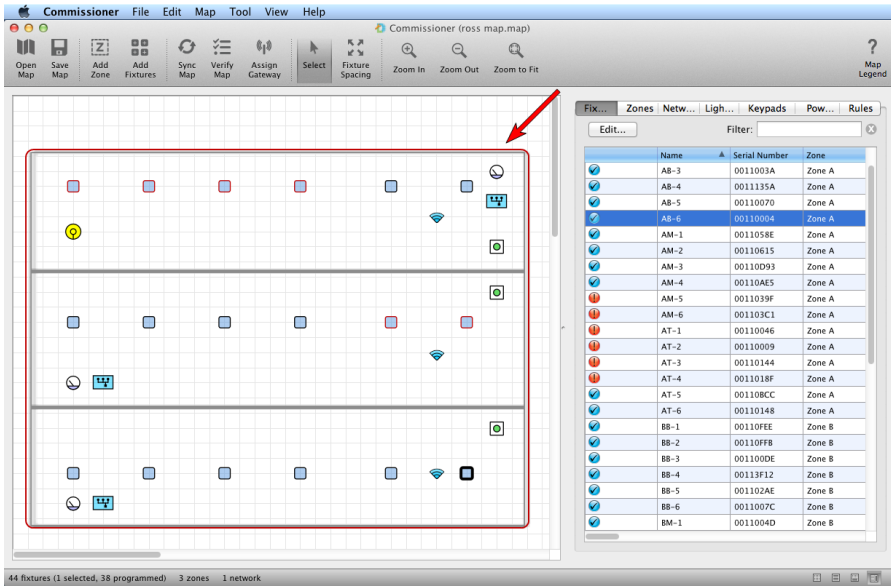 Commissioner File Edit Map Tool View Help
Commissioner (ross map.map)
Open Map
Save Map
Add Zone
Add Fixtures
Sync Map
Verify Map
Assign Gateway
Select
Fixture Spacing
Zoom In
Zoom Out
Zoom to Fit
? Map Legend
Fix... Zones Netw... Ligh... Keypads Pow... Rules
Edit... Filter:
Name Serial Number Zone
AB-3 0011003A Zone A
AB-4 0011135A Zone A
AB-5 00110070 Zone A
AB-6 00110004 Zone A
AM-1 0011058E Zone A
AM-2 00110615 Zone A
AM-3 00110D93 Zone A
AM-4 00110AE5 Zone A
AM-5 0011039F Zone A
AM-6 001103C1 Zone A
AT-1 00110046 Zone A
AT-2 00110009 Zone A
AT-3 00110144 Zone A
AT-4 0011018F Zone A
AT-5 00110BCC Zone A
AT-6 00110148 Zone A
BB-1 00110FEE Zone B
BB-2 00110FFB Zone B
BB-3 001100DE Zone B
BB-4 00113F12 Zone B
BB-5 001102AE Zone B
BB-6 0011007C Zone B
BM-1 0011004D Zone B
44 fixtures (1 selected, 38 programmed) 3 zones 1 network